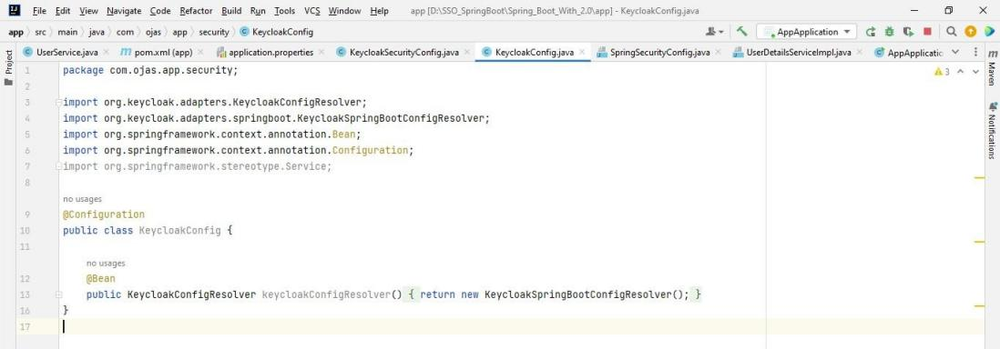 File Edit View Navigate Code Refactor Build Run Tools VCS Window Help app [D:\SSO_SpringBoot\Spring_Boot_With_2.0\app] - KeycloakConfig.java
app src main java com ojas app security KeycloakConfig AppApplication
UserService.java pom.xml (app) application.properties KeycloakSecurityConfig.java KeycloakConfig.java SpringSecurityConfig.java UserDetailsServiceImpl.java AppApplicatic
Project
Maven
Notifications
3
1 package com.ojas.app.security;
2
3 import org.keycloak.adapters.KeycloakConfigResolver;
4 import org.keycloak.adapters.springboot.KeycloakSpringBootConfigResolver;
5 import org.springframework.context.annotation.Bean;
6 import org.springframework.context.annotation.Configuration;
7 import org.springframework.stereotype.Service;
8
no usages
9 @Configuration
10 public class KeycloakConfig {
11
no usages
12 @Bean
13 public KeycloakConfigResolver keycloakConfigResolver() { return new KeycloakSpringBootConfigResolver(); }
16 }
17